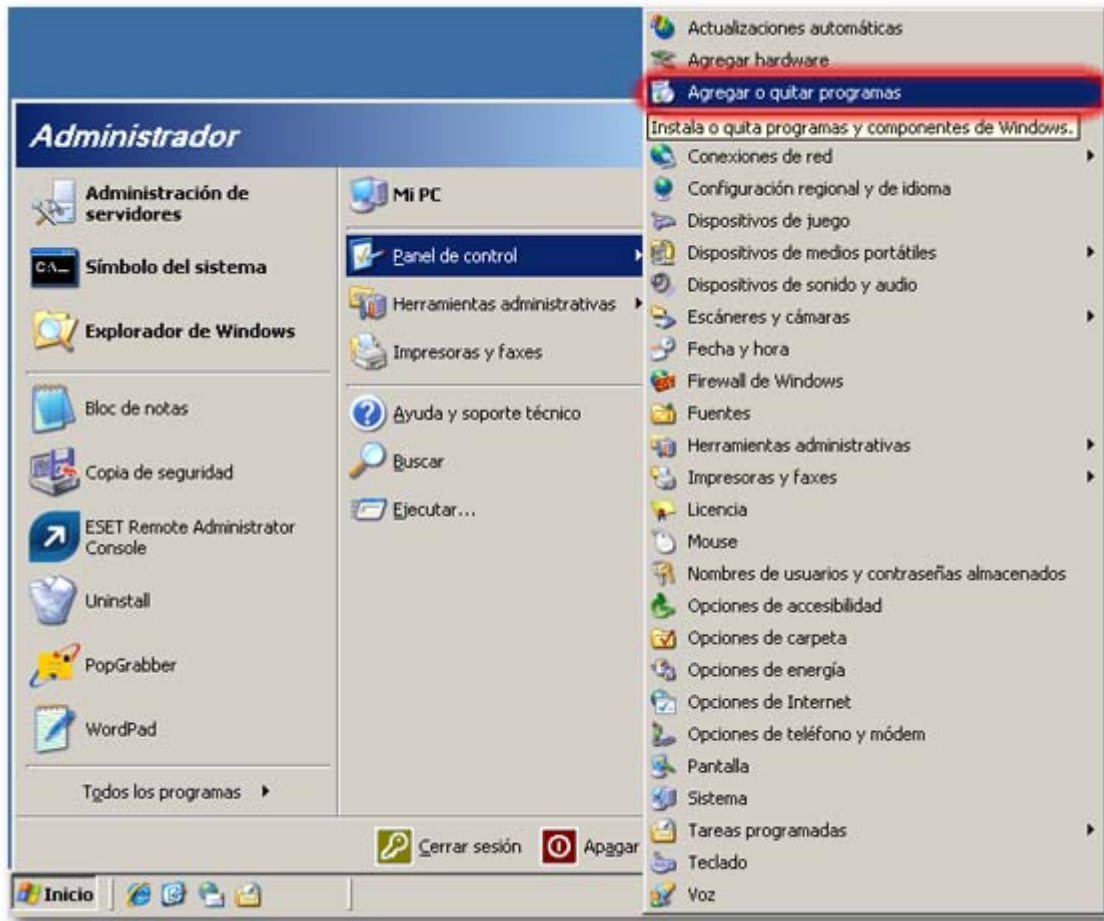 Administrador
Administración de
servidores
C:\_
Símbolo del sistema
Explorador de Windows
Bloc de notas
Copia de seguridad
ESET Remote Administrator
Console
Uninstall
PopGrabber
WordPad
Todos los programas
Mi PC
Panel de control
Herramientas administrativas
Impresoras y faxes
Ayuda y soporte técnico
Buscar
Ejecutar...
Cerrar sesión
Apagar
Inicio
Actualizaciones automáticas
Agregar hardware
Agregar o quitar programas
Instala o quita programas y componentes de Windows.
Conexiones de red
Configuración regional y de idioma
Dispositivos de juego
Dispositivos de medios portátiles
Dispositivos de sonido y audio
Escáneres y cámaras
Fecha y hora
Firewall de Windows
Fuentes
Herramientas administrativas
Impresoras y faxes
Licencia
Mouse
Nombres de usuarios y contraseñas almacenados
Opciones de accesibilidad
Opciones de carpeta
Opciones de energía
Opciones de Internet
Opciones de teléfono y módem
Pantalla
Sistema
Tareas programadas
Teclado
Voz